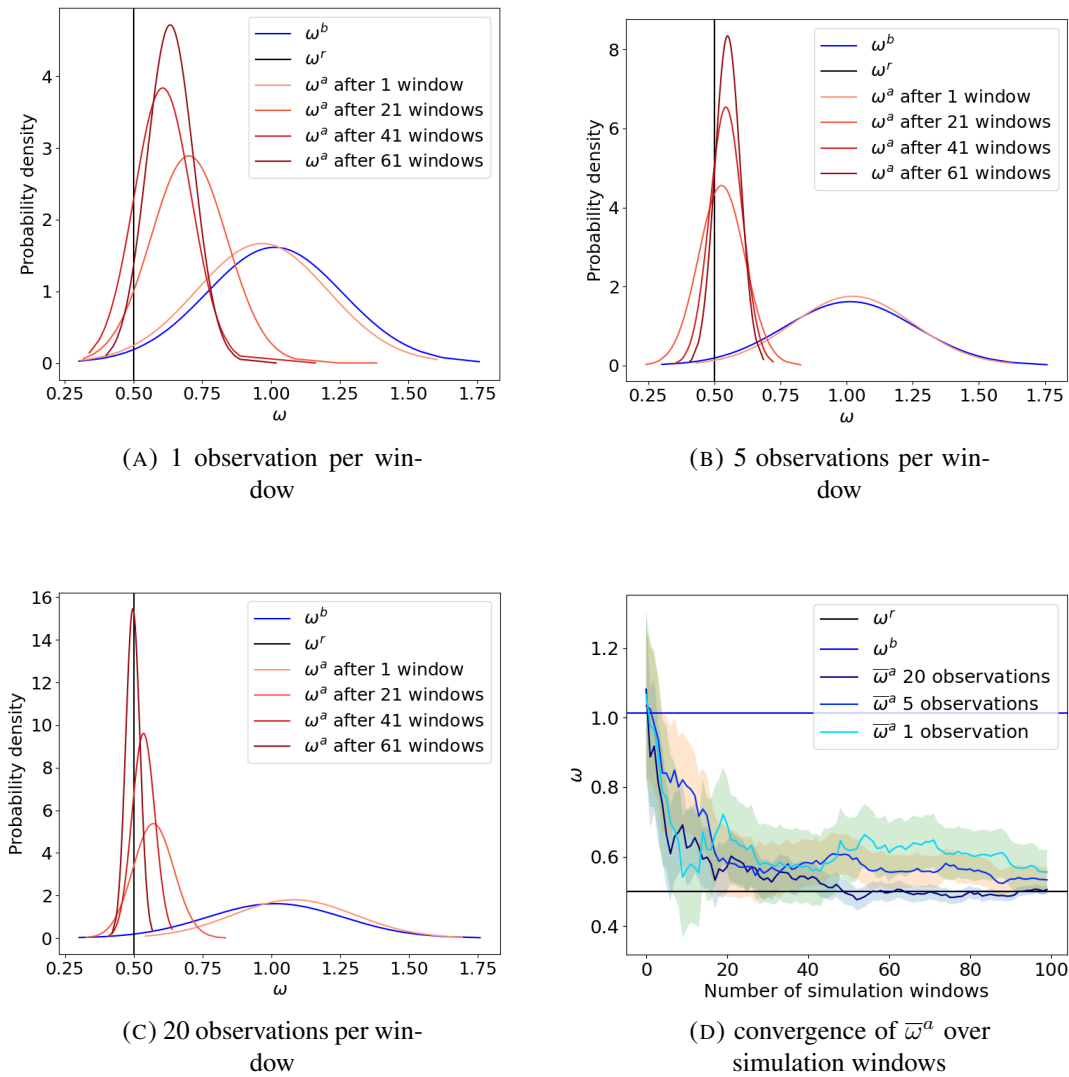 ω^b
ω^r
ω^a after 1 window
ω^a after 21 windows
ω^a after 41 windows
ω^a after 61 windows
Probability density
4
3
2
1
0
0.25 0.50 0.75 1.00 1.25 1.50 1.75
ω
(A) 1 observation per win-
dow
ω^b
ω^r
ω^a after 1 window
ω^a after 21 windows
ω^a after 41 windows
ω^a after 61 windows
Probability density
8
6
4
2
0
0.25 0.50 0.75 1.00 1.25 1.50 1.75
ω
(B) 5 observations per win-
dow
ω^b
ω^r
ω^a after 1 window
ω^a after 21 windows
ω^a after 41 windows
ω^a after 61 windows
Probability density
16
14
12
10
8
6
4
2
0
0.25 0.50 0.75 1.00 1.25 1.50 1.75
ω
(C) 20 observations per win-
dow
ω^r
ω^b
ω̅^a 20 observations
ω̅^a 5 observations
ω̅^a 1 observation
ω
1.2
1.0
0.8
0.6
0.4
0 20 40 60 80 100
Number of simulation windows
(D) convergence of ω̅^a over
simulation windows